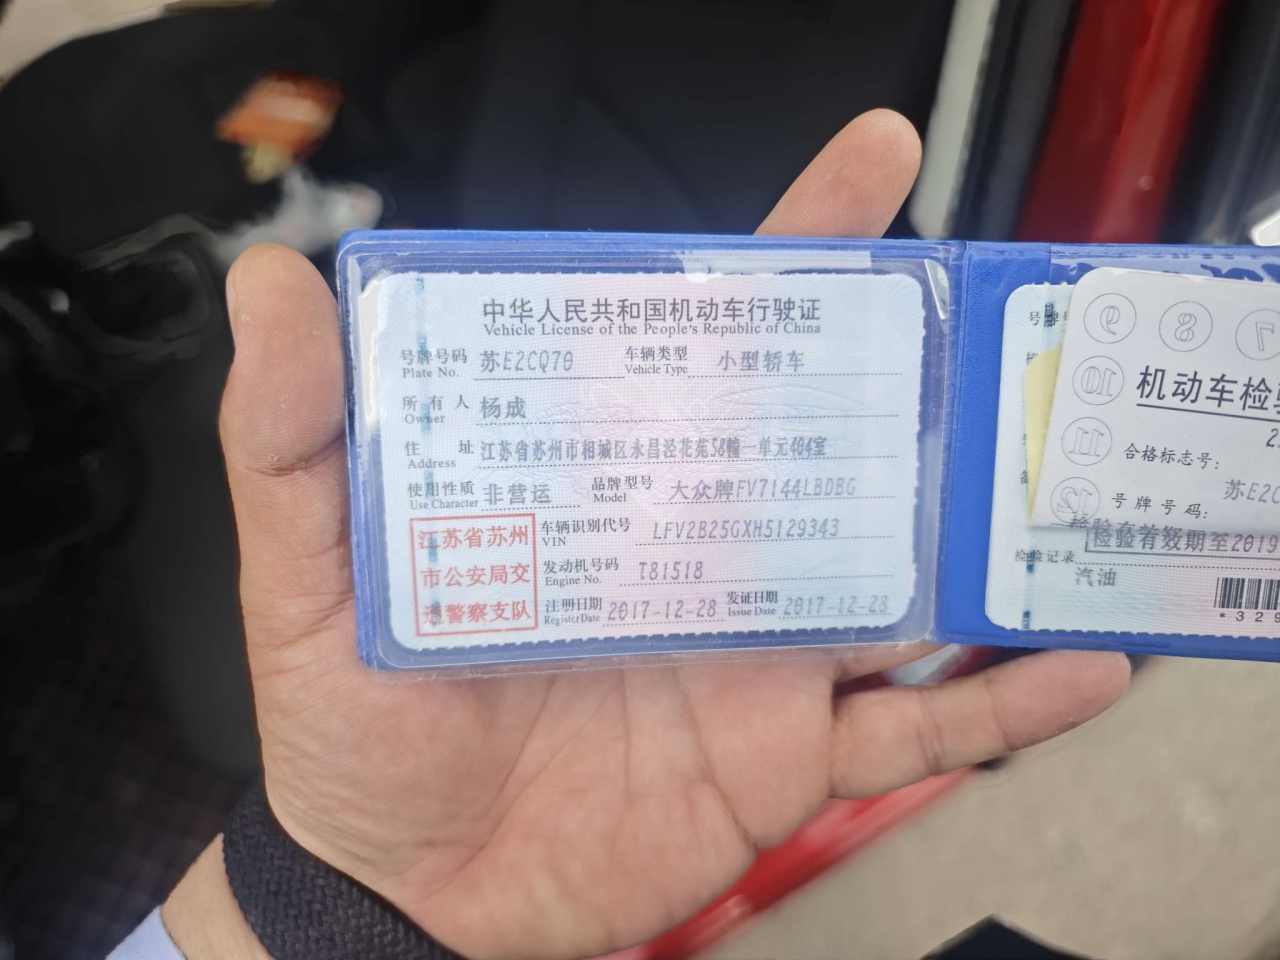 中华人民共和国机动车行驶证
Vehicle License of the People's Republic of China
号牌号码 苏E2CQ70 车辆类型 小型轿车
Plate No. Vehicle Type
所有人 杨成
Owner
住址 江苏省苏州市相城区永昌泾花苑58幢一单元404室
Address
使用性质 非营运 品牌型号 大众牌FV7144LBDBG
Use Character Model
车辆识别代号 LFV2B25GXH5129343
VIN
发动机号码 T81518
Engine No.
注册日期 2017-12-28 发证日期 2017-12-28
Register Date Issue Date
江苏省苏州
市公安局交
通警察支队
号牌
9 8 7
10
11
12
机动车检
合格标志号:
号牌号码: 苏E2C
检验有效期至2019
检验记录
汽油
*329